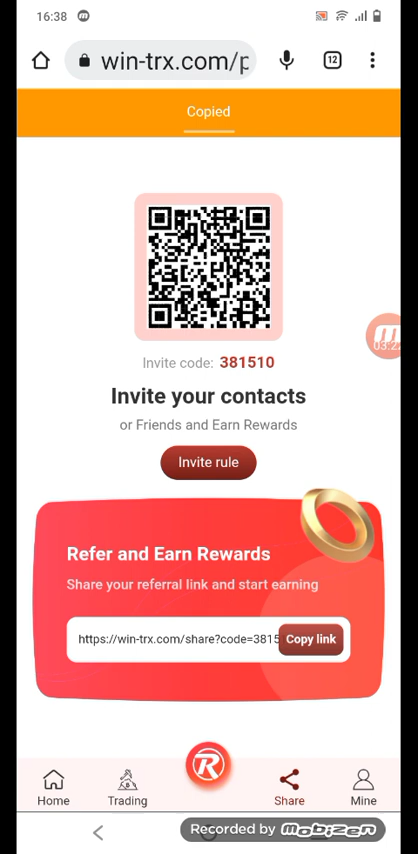 16:38
win-trx.com/p
12
Copied
Invite code: 381510
03:2
Invite your contacts
or Friends and Earn Rewards
Invite rule
Refer and Earn Rewards
Share your referral link and start earning
https://win-trx.com/share?code=3815
Copy link
R
Home
Trading
Share
Mine
Recorded by mobizen